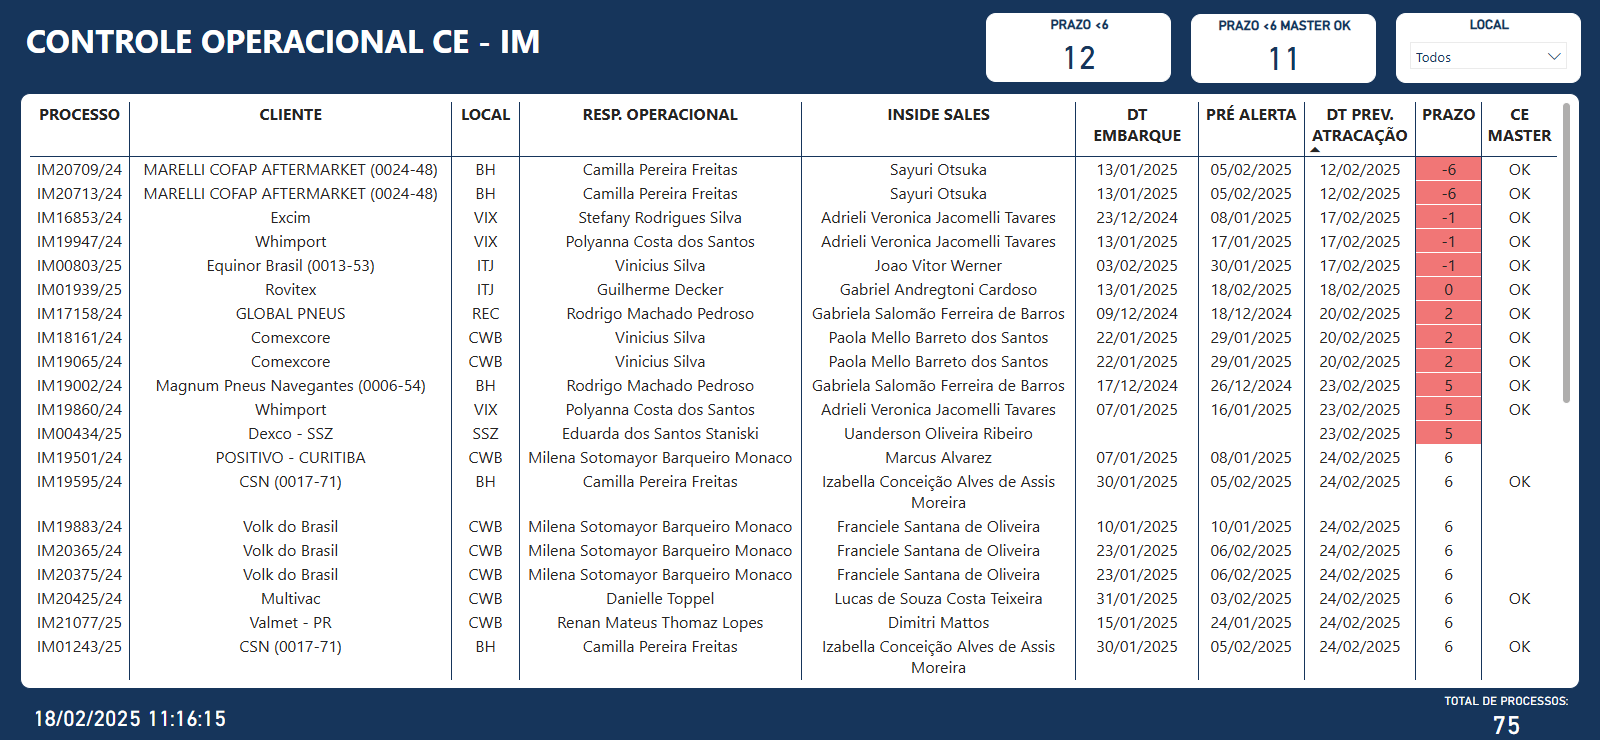 CONTROLE OPERACIONAL CE - IM
PRAZO <6
12
PRAZO <6 MASTER OK
11
LOCAL
Todos
PROCESSO CLIENTE LOCAL RESP. OPERACIONAL INSIDE SALES DT EMBARQUE PRÉ ALERTA DT PREV. ATRACAÇÃO PRAZO CE MASTER
IM20709/24 MARELLI COFAP AFTERMARKET (0024-48) BH Camilla Pereira Freitas Sayuri Otsuka 13/01/2025 05/02/2025 12/02/2025 -6 OK
IM20713/24 MARELLI COFAP AFTERMARKET (0024-48) BH Camilla Pereira Freitas Sayuri Otsuka 13/01/2025 05/02/2025 12/02/2025 -6 OK
IM16853/24 Excim VIX Stefany Rodrigues Silva Adrieli Veronica Jacomelli Tavares 23/12/2024 08/01/2025 17/02/2025 -1 OK
IM19947/24 Whimport VIX Polyanna Costa dos Santos Adrieli Veronica Jacomelli Tavares 13/01/2025 17/01/2025 17/02/2025 -1 OK
IM00803/25 Equinor Brasil (0013-53) ITJ Vinicius Silva Joao Vitor Werner 03/02/2025 30/01/2025 17/02/2025 -1 OK
IM01939/25 Rovitex ITJ Guilherme Decker Gabriel Andregtoni Cardoso 13/01/2025 18/02/2025 18/02/2025 0 OK
IM17158/24 GLOBAL PNEUS REC Rodrigo Machado Pedroso Gabriela Salomão Ferreira de Barros 09/12/2024 18/12/2024 20/02/2025 2 OK
IM18161/24 Comexcore CWB Vinicius Silva Paola Mello Barreto dos Santos 22/01/2025 29/01/2025 20/02/2025 2 OK
IM19065/24 Comexcore CWB Vinicius Silva Paola Mello Barreto dos Santos 22/01/2025 29/01/2025 20/02/2025 2 OK
IM19002/24 Magnum Pneus Navegantes (0006-54) BH Rodrigo Machado Pedroso Gabriela Salomão Ferreira de Barros 17/12/2024 26/12/2024 23/02/2025 5 OK
IM19860/24 Whimport VIX Polyanna Costa dos Santos Adrieli Veronica Jacomelli Tavares 07/01/2025 16/01/2025 23/02/2025 5 OK
IM00434/25 Dexco - SSZ SSZ Eduarda dos Santos Staniski Uanderson Oliveira Ribeiro 23/02/2025 5
IM19501/24 POSITIVO - CURITIBA CWB Milena Sotomayor Barqueiro Monaco Marcus Alvarez 07/01/2025 08/01/2025 24/02/2025 6
IM19595/24 CSN (0017-71) BH Camilla Pereira Freitas Izabella Conceição Alves de Assis Moreira 30/01/2025 05/02/2025 24/02/2025 6 OK
IM19883/24 Volk do Brasil CWB Milena Sotomayor Barqueiro Monaco Franciele Santana de Oliveira 10/01/2025 10/01/2025 24/02/2025 6
IM20365/24 Volk do Brasil CWB Milena Sotomayor Barqueiro Monaco Franciele Santana de Oliveira 23/01/2025 06/02/2025 24/02/2025 6
IM20375/24 Volk do Brasil CWB Milena Sotomayor Barqueiro Monaco Franciele Santana de Oliveira 23/01/2025 06/02/2025 24/02/2025 6
IM20425/24 Multivac CWB Danielle Toppel Lucas de Souza Costa Teixeira 31/01/2025 03/02/2025 24/02/2025 6 OK
IM21077/25 Valmet - PR CWB Renan Mateus Thomaz Lopes Dimitri Mattos 15/01/2025 24/01/2025 24/02/2025 6
IM01243/25 CSN (0017-71) BH Camilla Pereira Freitas Izabella Conceição Alves de Assis Moreira 30/01/2025 05/02/2025 24/02/2025 6 OK
18/02/2025 11:16:15
TOTAL DE PROCESSOS:
75